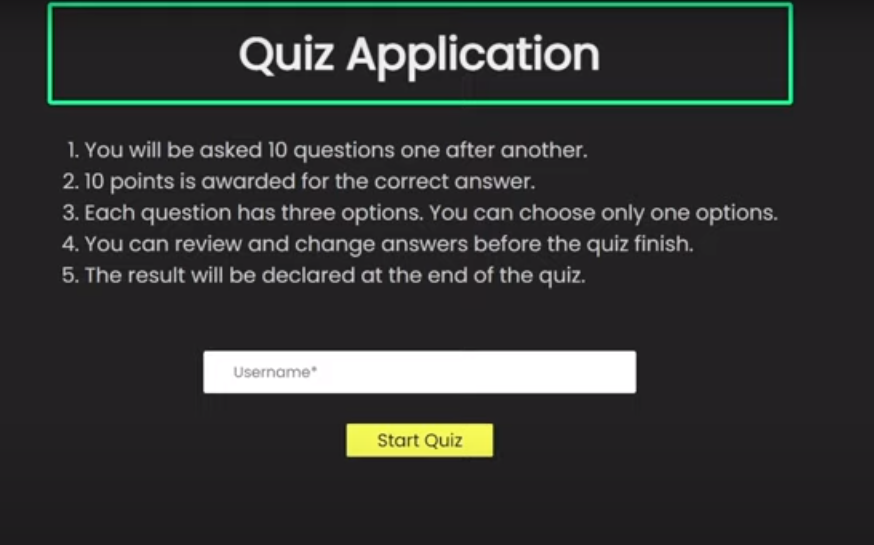 Quiz Application
1. You will be asked 10 questions one after another.
2. 10 points is awarded for the correct answer.
3. Each question has three options. You can choose only one options.
4. You can review and change answers before the quiz finish.
5. The result will be declared at the end of the quiz.
Username*
Start Quiz